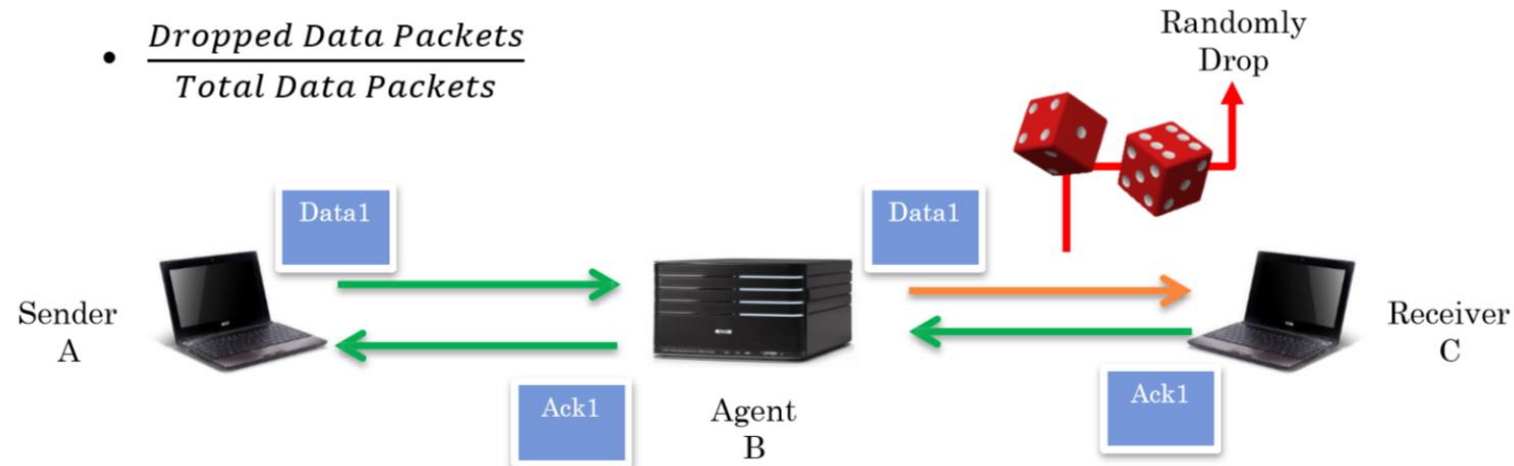 • Dropped Data Packets
Total Data Packets
Randomly
Drop
Data1
Data1
Sender
A
Receiver
C
Ack1
Agent
B
Ack1